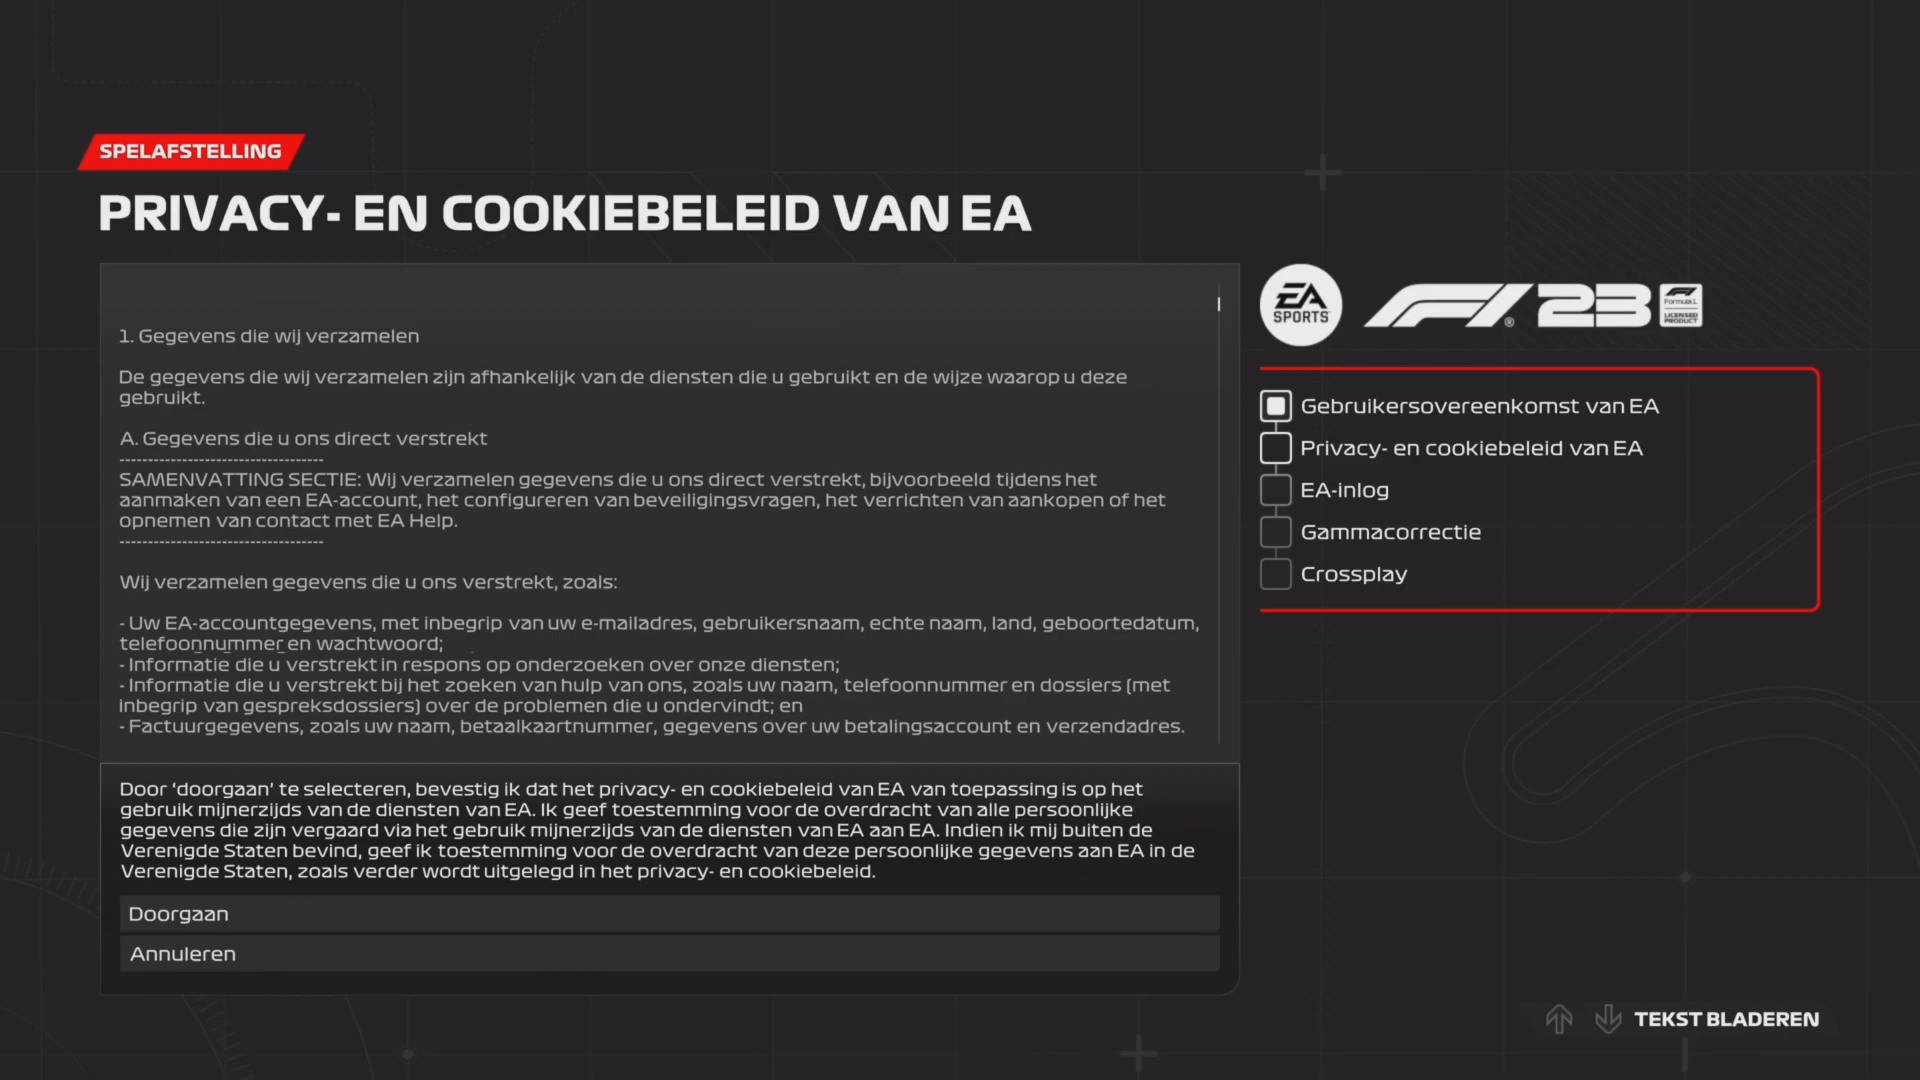 SPELAFSTELLING
PRIVACY- EN COOKIEBELEID VAN EA
1. Gegevens die wij verzamelen
De gegevens die wij verzamelen zijn afhankelijk van de diensten die u gebruikt en de wijze waarop u deze
gebruikt.
A. Gegevens die u ons direct verstrekt
----------------------------------
SAMENVATTING SECTIE: Wij verzamelen gegevens die u ons direct verstrekt, bijvoorbeeld tijdens het
aanmaken van een EA-account, het configureren van beveiligingsvragen, het verrichten van aankopen of het
opnemen van contact met EA Help.
----------------------------------
Wij verzamelen gegevens die u ons verstrekt, zoals:
- Uw EA-accountgegevens, met inbegrip van uw e-mailadres, gebruikersnaam, echte naam, land, geboortedatum,
telefoonnummer en wachtwoord;
- Informatie die u verstrekt in respons op onderzoeken over onze diensten;
- Informatie die u verstrekt bij het zoeken van hulp van ons, zoals uw naam, telefoonnummer en dossiers (met
inbegrip van gespreksdossiers) over de problemen die u ondervindt; en
- Factuurgegevens, zoals uw naam, betaalkaartnummer, gegevens over uw betalingsaccount en verzendadres.
Door ‘doorgaan’ te selecteren, bevestig ik dat het privacy- en cookiebeleid van EA van toepassing is op het
gebruik mijnerzijds van de diensten van EA. Ik geef toestemming voor de overdracht van alle persoonlijke
gegevens die zijn vergaard via het gebruik mijnerzijds van de diensten van EA aan EA. Indien ik mij buiten de
Verenigde Staten bevind, geef ik toestemming voor de overdracht van deze persoonlijke gegevens aan EA in de
Verenigde Staten, zoals verder wordt uitgelegd in het privacy- en cookiebeleid.
Doorgaan
Annuleren
EA SPORTS
F1® 23
F1 Formula 1 LICENSED PRODUCT
Gebruikersovereenkomst van EA
Privacy- en cookiebeleid van EA
EA-inlog
Gammacorrectie
Crossplay
TEKST BLADEREN